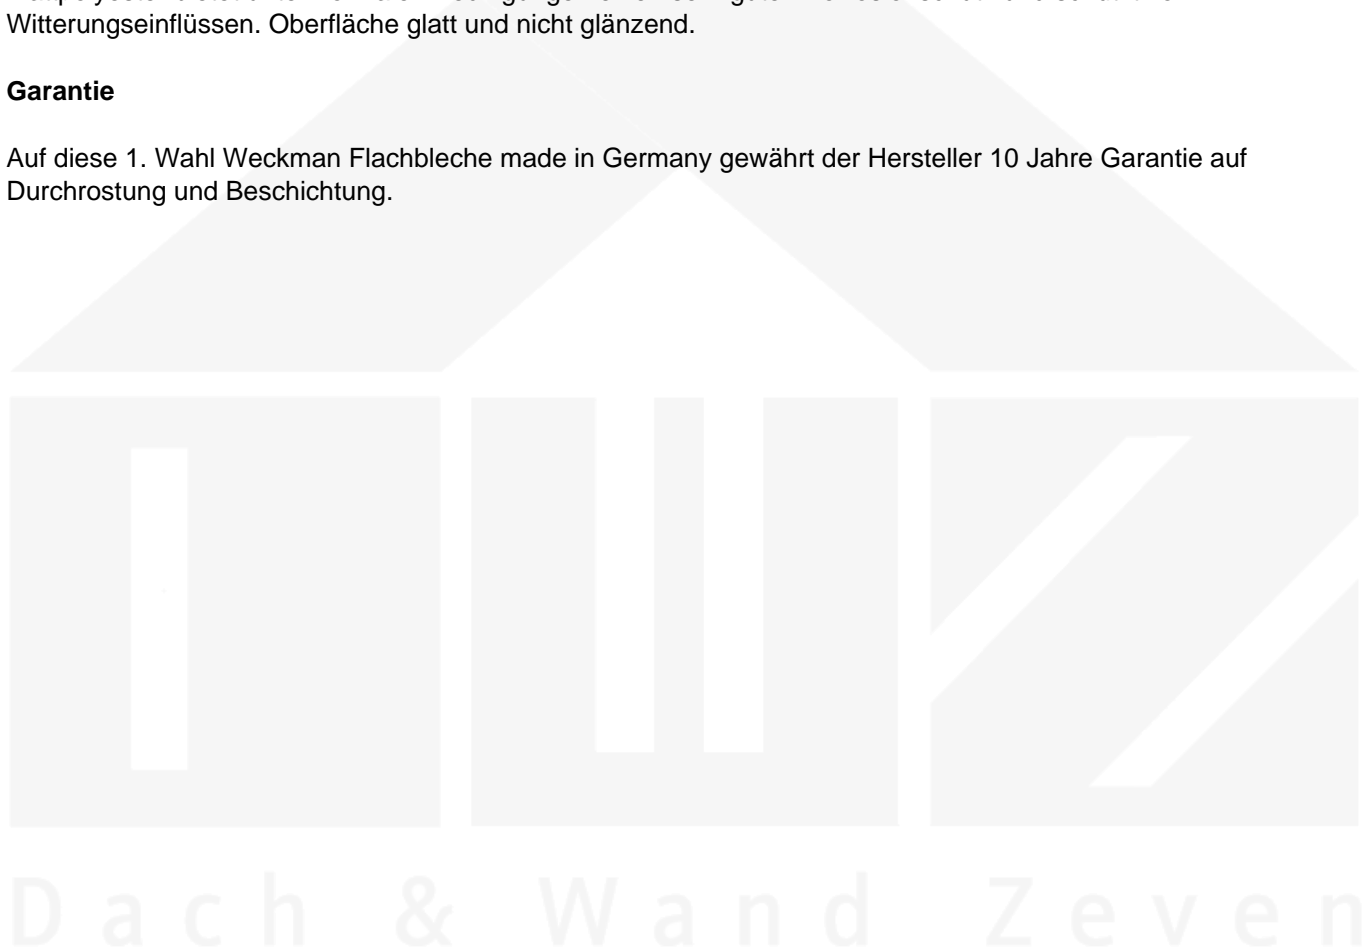 Witterungseinflüssen. Oberfläche glatt und nicht glänzend.
Garantie
Auf diese 1. Wahl Weckman Flachbleche made in Germany gewährt der Hersteller 10 Jahre Garantie auf
Durchrostung und Beschichtung.
Dach & Wand Zeven